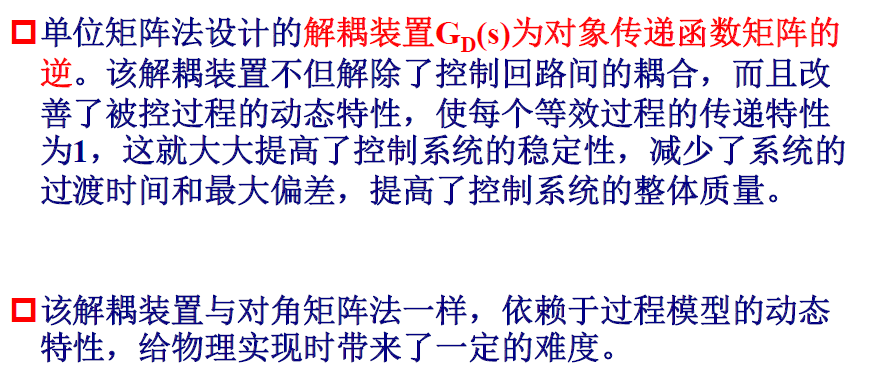 单位矩阵法设计的解耦装置GD(s)为对象传递函数矩阵的
逆。该解耦装置不但解除了控制回路间的耦合，而且改
善了被控过程的动态特性，使每个等效过程的传递特性
为1，这就大大提高了控制系统的稳定性，减少了系统的
过渡时间和最大偏差，提高了控制系统的整体质量。
该解耦装置与对角矩阵法一样，依赖于过程模型的动态
特性，给物理实现时带来了一定的难度。